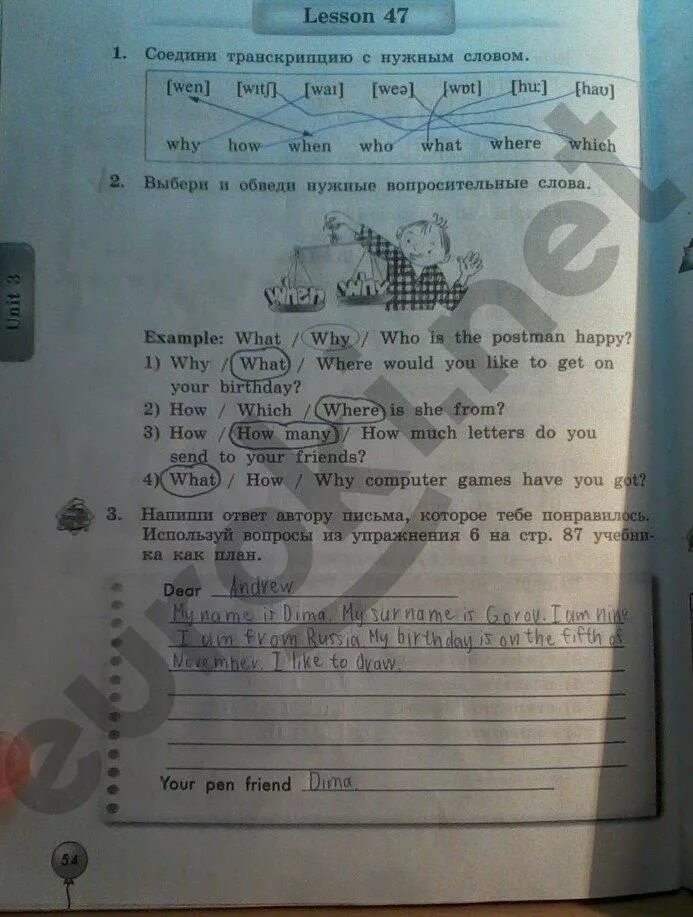 Lesson 47
1. Соедини транскрипцию с нужным словом.
[wen] [wɪtʃ] [waɪ] [weə] [wɒt] [hu:] [haʊ]
why how when who what where which
2. Выбери и обведи нужные вопросительные слова.
when why
Unit 3
Example: What / Why / Who is the postman happy?
1) Why / What / Where would you like to get on
your birthday?
2) How / Which / Where is she from?
3) How / How many / How much letters do you
send to your friends?
4) What / How / Why computer games have you got?
3. Напиши ответ автору письма, которое тебе понравилось.
Используй вопросы из упражнения 6 на стр. 87 учебни-
ка как план.
Dear Andrew
My name is Dima. My surname is Gorov. I am nine
I am from Russia. My birthday is on the fifth of
November. I like to draw.
Your pen friend Dima.
54
euroki.net